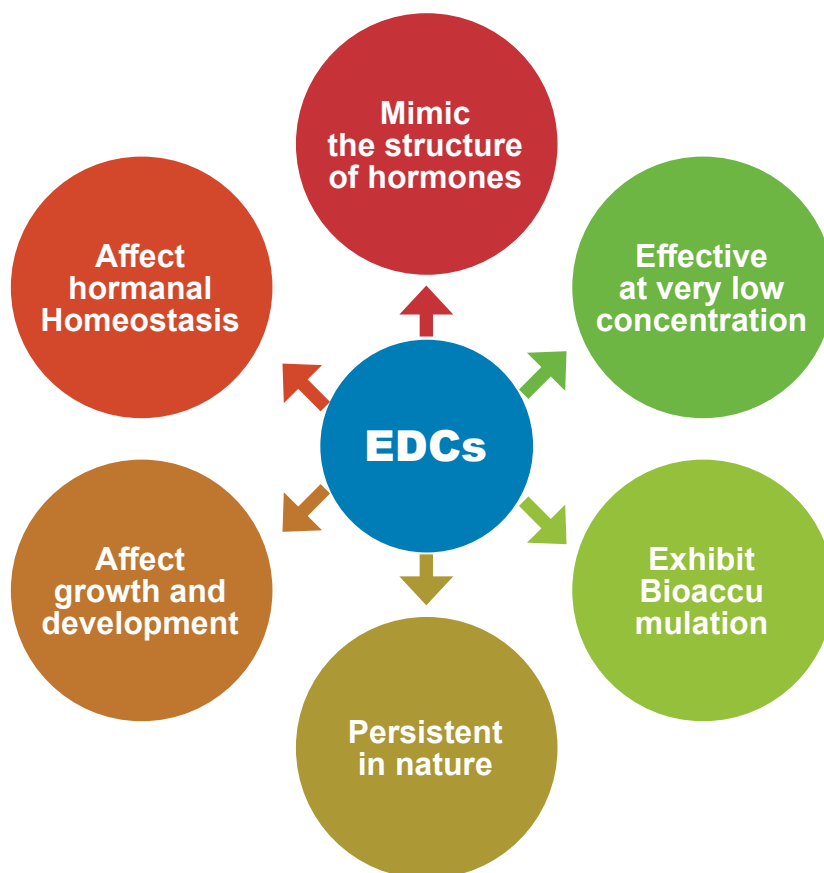 Mimic
the structure
of hormones
Affect
hormanal
Homeostasis
Effective
at very low
concentration
EDCs
Affect
growth and
development
Exhibit
Bioaccu
mulation
Persistent
in nature